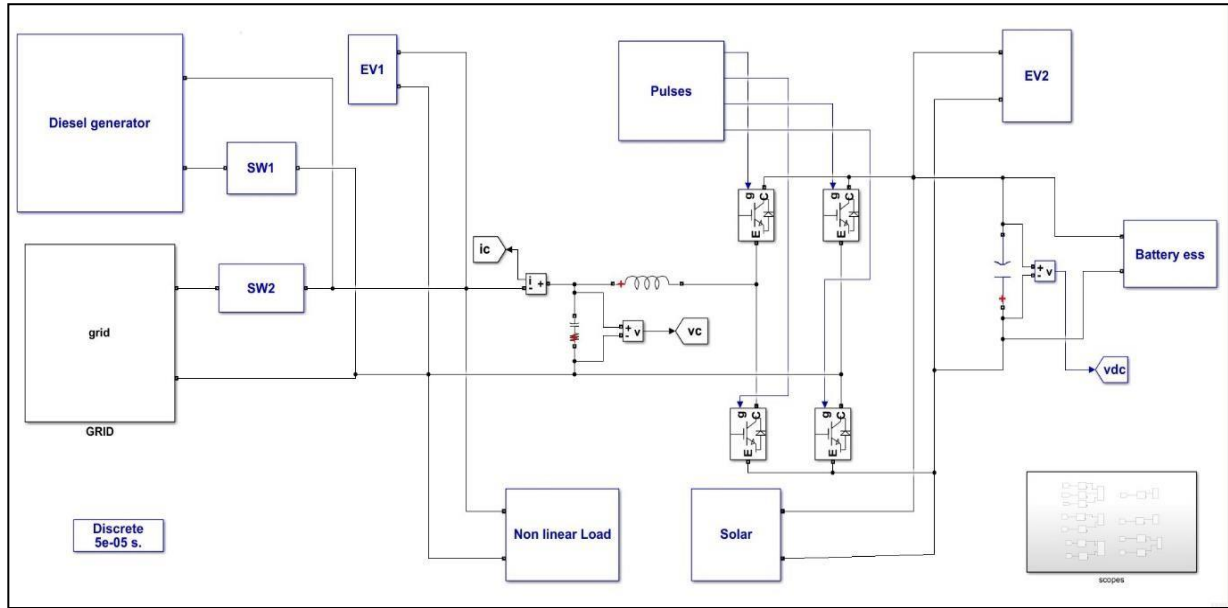 Diesel generator
EV1
Pulses
EV2
SW1
g
C
E
g
C
E
ic
i
-
+
+
Battery ess
SW2
grid
+
-
v
vc
+
-
v
+
vdc
g
C
E
g
C
E
GRID
Discrete
5e-05 s.
Non linear Load
Solar
scopes